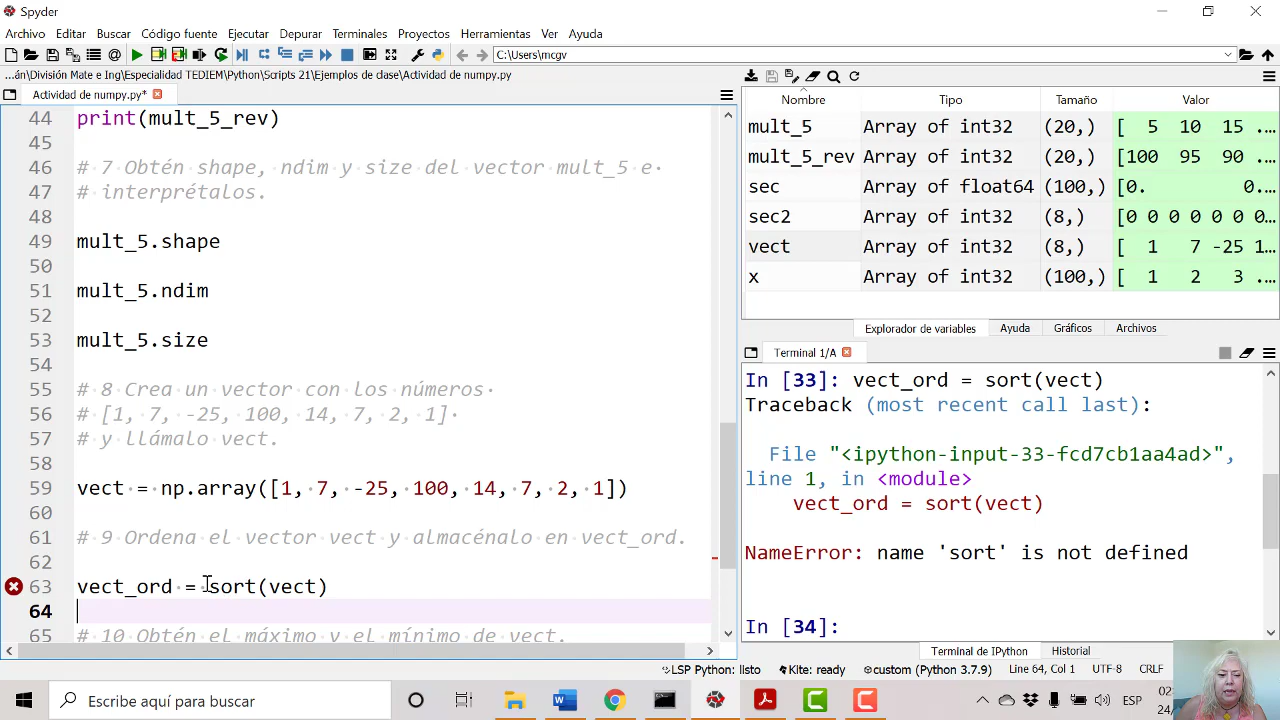 Spyder
Archivo Editar Buscar Código fuente Ejecutar Depurar Terminales Proyectos Herramientas Ver Ayuda
C:\Users\mcgv
...án\División Mate e Ing\Especialidad TEDIEM\Python\Scripts 21\Ejemplos de clase\Actividad de numpy.py
Actividad de numpy.py*
44 print(mult_5_rev)
45
46 # 7 Obtén shape, ndim y size del vector mult_5 e
47 # interprétalos.
48
49 mult_5.shape
50
51 mult_5.ndim
52
53 mult_5.size
54
55 # 8 Crea un vector con los números
56 # [1, 7, -25, 100, 14, 7, 2, 1]
57 # y llámalo vect.
58
59 vect = np.array([1, 7, -25, 100, 14, 7, 2, 1])
60
61 # 9 Ordena el vector vect y almacénalo en vect_ord.
62
63 vect_ord = sort(vect)
64
65 # 10 Obtén el máximo y el mínimo de vect.
Nombre Tipo Tamaño Valor
mult_5 Array of int32 (20,) [ 5 10 15 ...
mult_5_rev Array of int32 (20,) [100 95 90 ...
sec Array of float64 (100,) [0. 0...
sec2 Array of int32 (8,) [0 0 0 0 0 0 0...
vect Array of int32 (8,) [ 1 7 -25 1...
x Array of int32 (100,) [ 1 2 3 ...
Explorador de variables Ayuda Gráficos Archivos
Terminal 1/A
In [33]: vect_ord = sort(vect)
Traceback (most recent call last):
File "<ipython-input-33-fcd7cb1aa4ad>",
line 1, in <module>
vect_ord = sort(vect)
NameError: name 'sort' is not defined
In [34]:
Terminal de IPython Historial
LSP Python: listo Kite: ready custom (Python 3.7.9) Line 64, Col 1 UTF-8 CRLF
Escribe aquí para buscar
ESP
02
24/